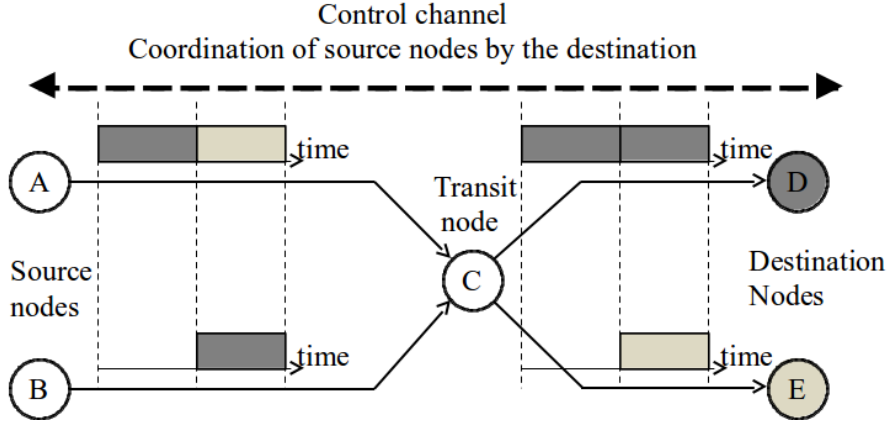 Control channel
Coordination of source nodes by the destination
time
time
A
Transit
node
D
C
Source
nodes
Destination
Nodes
time
time
B
E